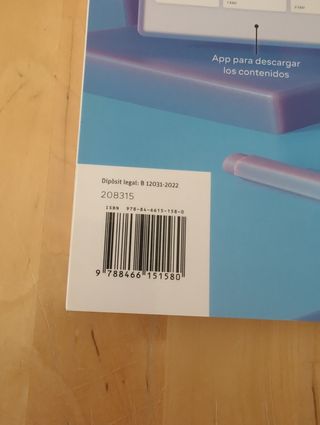 App para descargar
los contenidos
Dipòsit legal: B 12031-2022
208315
ISBN 978-84-6615-158-0
9 788466 151580